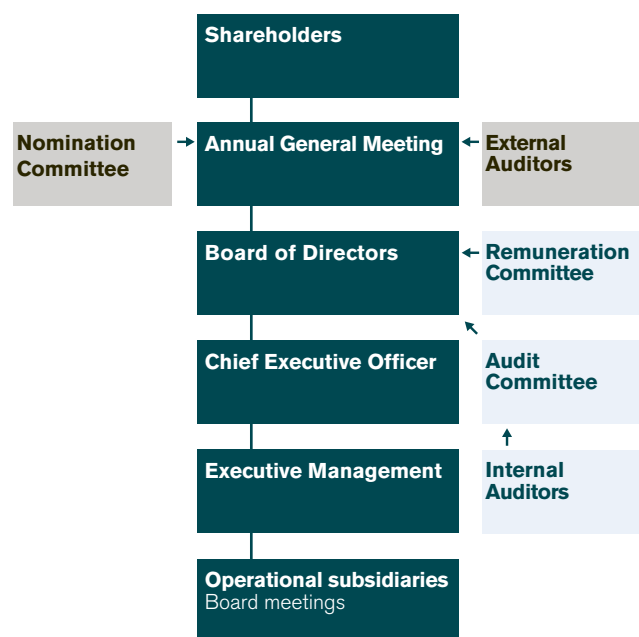 Shareholders
Nomination
Committee
Annual General Meeting
External
Auditors
Board of Directors
Remuneration
Committee
Chief Executive Officer
Audit
Committee
Executive Management
Internal
Auditors
Operational subsidiaries
Board meetings